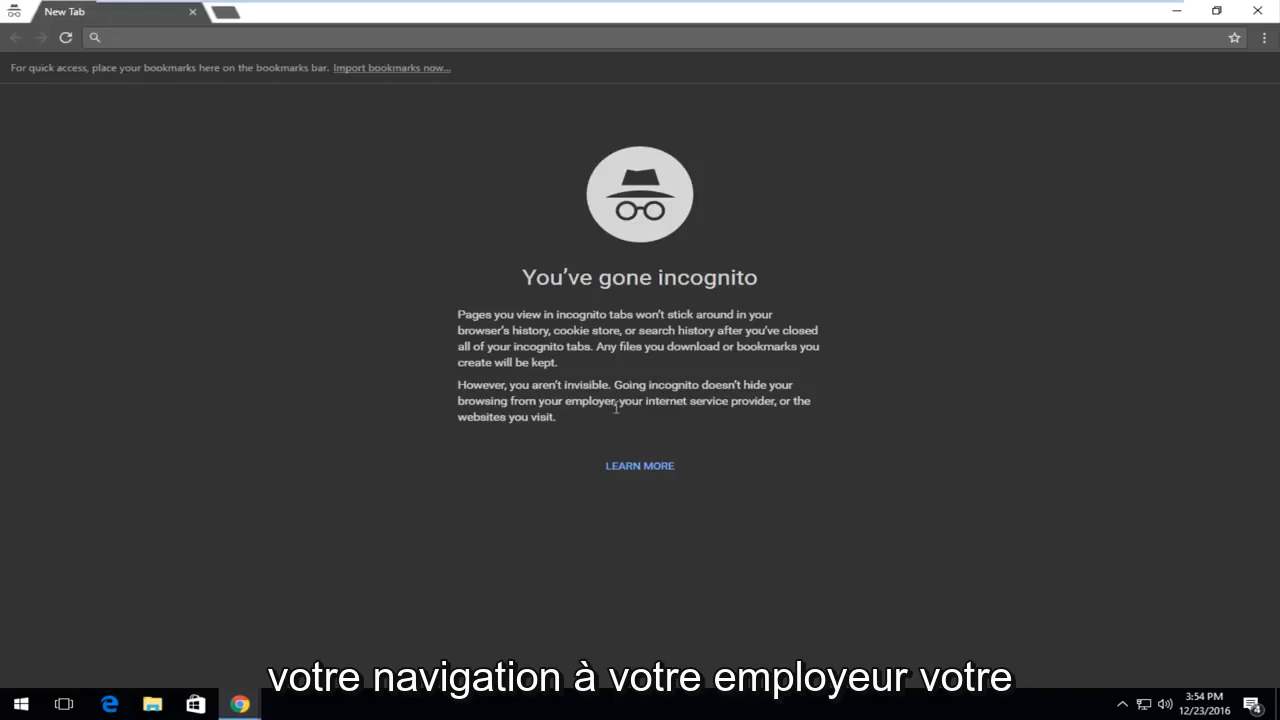 New Tab
For quick access, place your bookmarks here on the bookmarks bar. Import bookmarks now...
You've gone incognito
Pages you view in incognito tabs won't stick around in your
browser's history, cookie store, or search history after you've closed
all of your incognito tabs. Any files you download or bookmarks you
create will be kept.
However, you aren't invisible. Going incognito doesn't hide your
browsing from your employer, your internet service provider, or the
websites you visit.
LEARN MORE
votre navigation à votre employeur votre
3:54 PM
12/23/2016
4